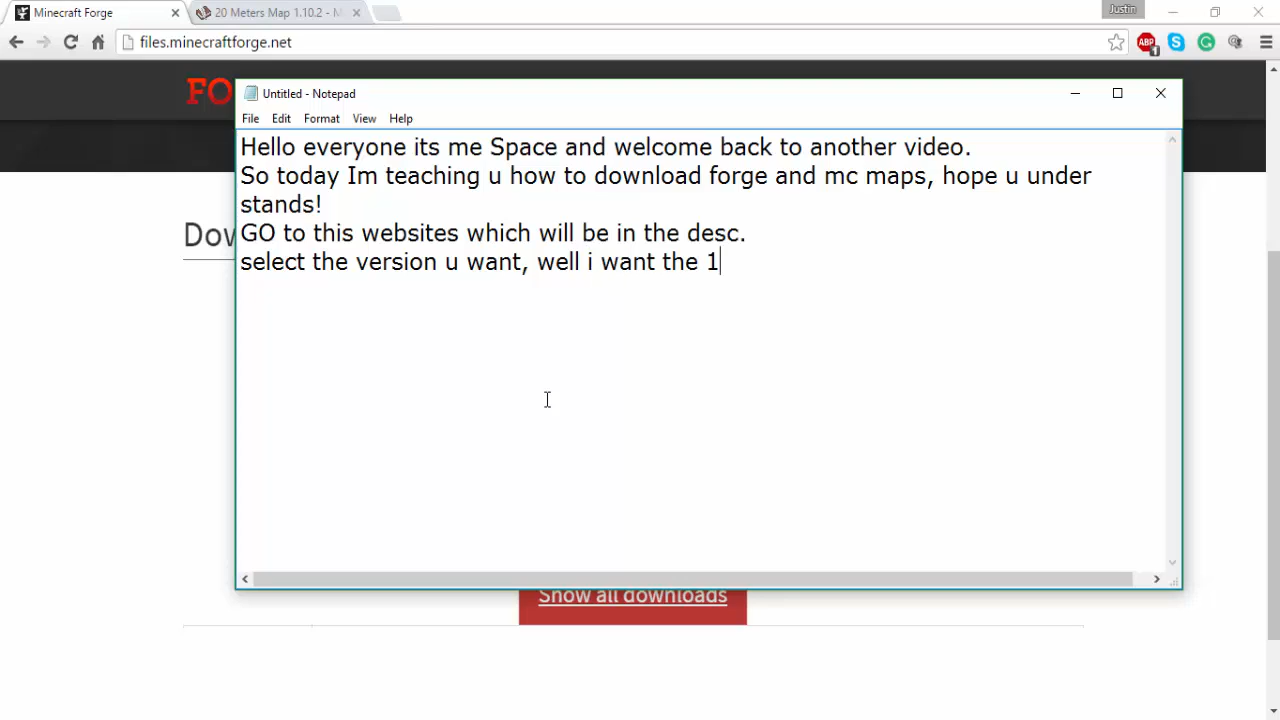 Minecraft Forge
20 Meters Map 1.10.2 - M
Justin
files.minecraftforge.net
ABP
1
FO
Untitled - Notepad
File Edit Format View Help
Hello everyone its me Space and welcome back to another video.
So today Im teaching u how to download forge and mc maps, hope u under
stands!
GO to this websites which will be in the desc.
select the version u want, well i want the 1
Dow
Show all downloads